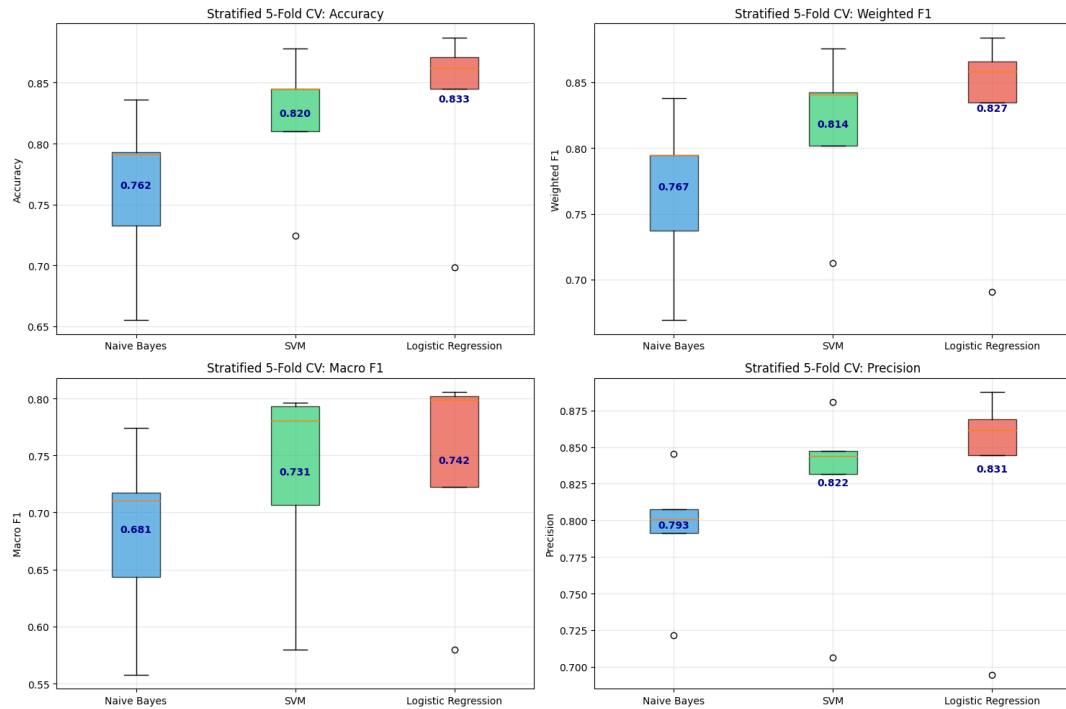 Stratified 5-Fold CV: Accuracy
Accuracy
0.85
0.80
0.75
0.70
0.65
0.762
0.820
0.833
Naive Bayes
SVM
Logistic Regression
Stratified 5-Fold CV: Weighted F1
Weighted F1
0.85
0.80
0.75
0.70
0.767
0.814
0.827
Naive Bayes
SVM
Logistic Regression
Stratified 5-Fold CV: Macro F1
Macro F1
0.80
0.75
0.70
0.65
0.60
0.55
0.681
0.731
0.742
Naive Bayes
SVM
Logistic Regression
Stratified 5-Fold CV: Precision
Precision
0.875
0.850
0.825
0.800
0.775
0.750
0.725
0.700
0.793
0.822
0.831
Naive Bayes
SVM
Logistic Regression